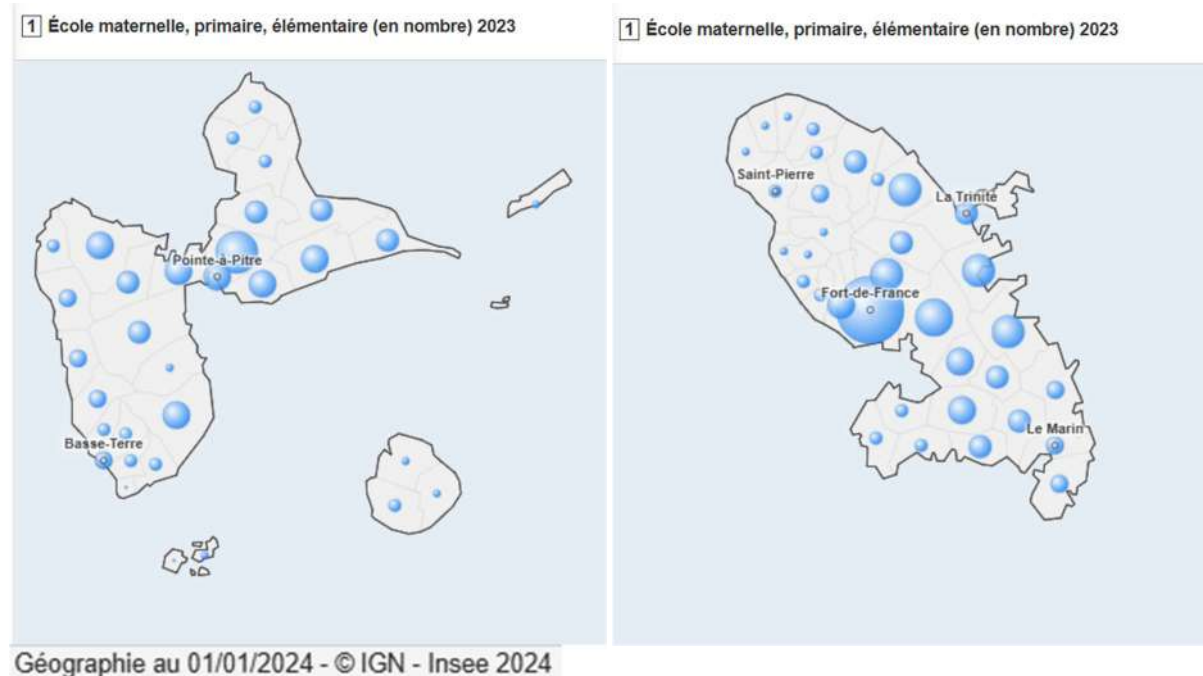 1 École maternelle, primaire, élémentaire (en nombre) 2023
Pointe-à-Pitre
Basse-Terre
1 École maternelle, primaire, élémentaire (en nombre) 2023
Saint-Pierre
La Trinité
Fort-de-France
Le Marin
Géographie au 01/01/2024 - © IGN - Insee 2024